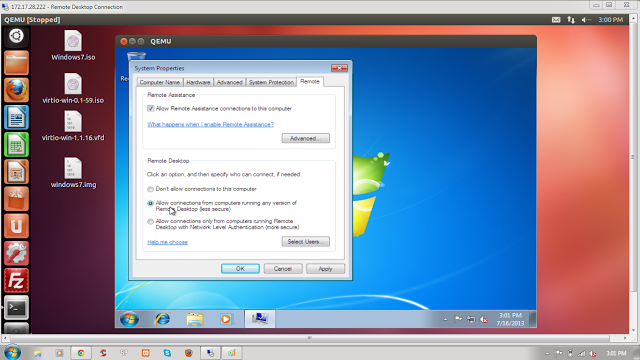 172.17.28.222 - Remote Desktop Connection
QEMU [Stopped]
3:00 PM
QEMU
Windows7.iso
virtio-win-0.1-59.iso
virtio-win-1.1.16.vfd
windows7.img
System Properties
Computer Name Hardware Advanced System Protection Remote
Remote Assistance
Allow Remote Assistance connections to this computer
What happens when I enable Remote Assistance?
Advanced...
Remote Desktop
Click an option, and then specify who can connect, if needed.
Don't allow connections to this computer
Allow connections from computers running any version of
Remote Desktop (less secure)
Allow connections only from computers running Remote
Desktop with Network Level Authentication (more secure)
Help me choose
Select Users...
OK Cancel Apply
3:01 PM
7/16/2013